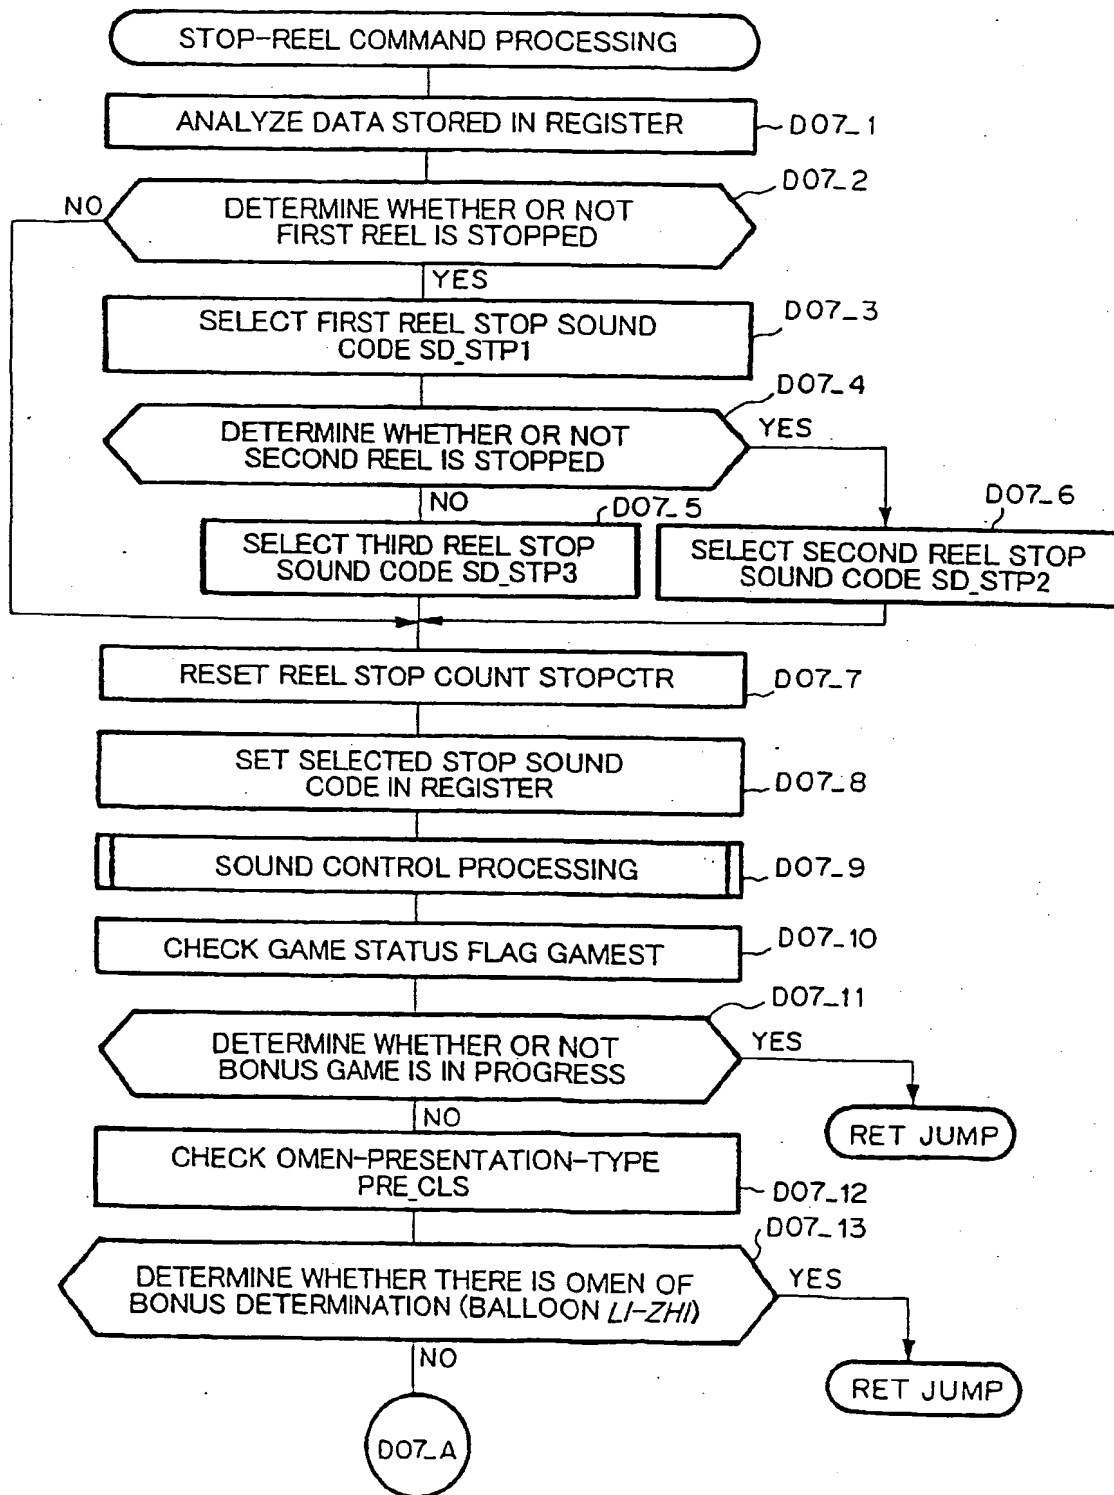 STOP-REEL COMMAND PROCESSING
ANALYZE DATA STORED IN REGISTER
D07_1
D07_2
NO
DETERMINE WHETHER OR NOT
FIRST REEL IS STOPPED
YES
SELECT FIRST REEL STOP SOUND
CODE SD_STP1
D07_3
D07_4
DETERMINE WHETHER OR NOT
SECOND REEL IS STOPPED
YES
NO
D07_5
SELECT THIRD REEL STOP
SOUND CODE SD_STP3
D07_6
SELECT SECOND REEL STOP
SOUND CODE SD_STP2
RESET REEL STOP COUNT STOPCTR
D07_7
SET SELECTED STOP SOUND
CODE IN REGISTER
D07_8
SOUND CONTROL PROCESSING
D07_9
CHECK GAME STATUS FLAG GAMEST
D07_10
D07_11
DETERMINE WHETHER OR NOT
BONUS GAME IS IN PROGRESS
YES
RET JUMP
NO
CHECK OMEN-PRESENTATION-TYPE
PRE_CLS
D07_12
D07_13
DETERMINE WHETHER THERE IS OMEN OF
BONUS DETERMINATION (BALLOON LI-ZHI)
YES
RET JUMP
NO
D07_A